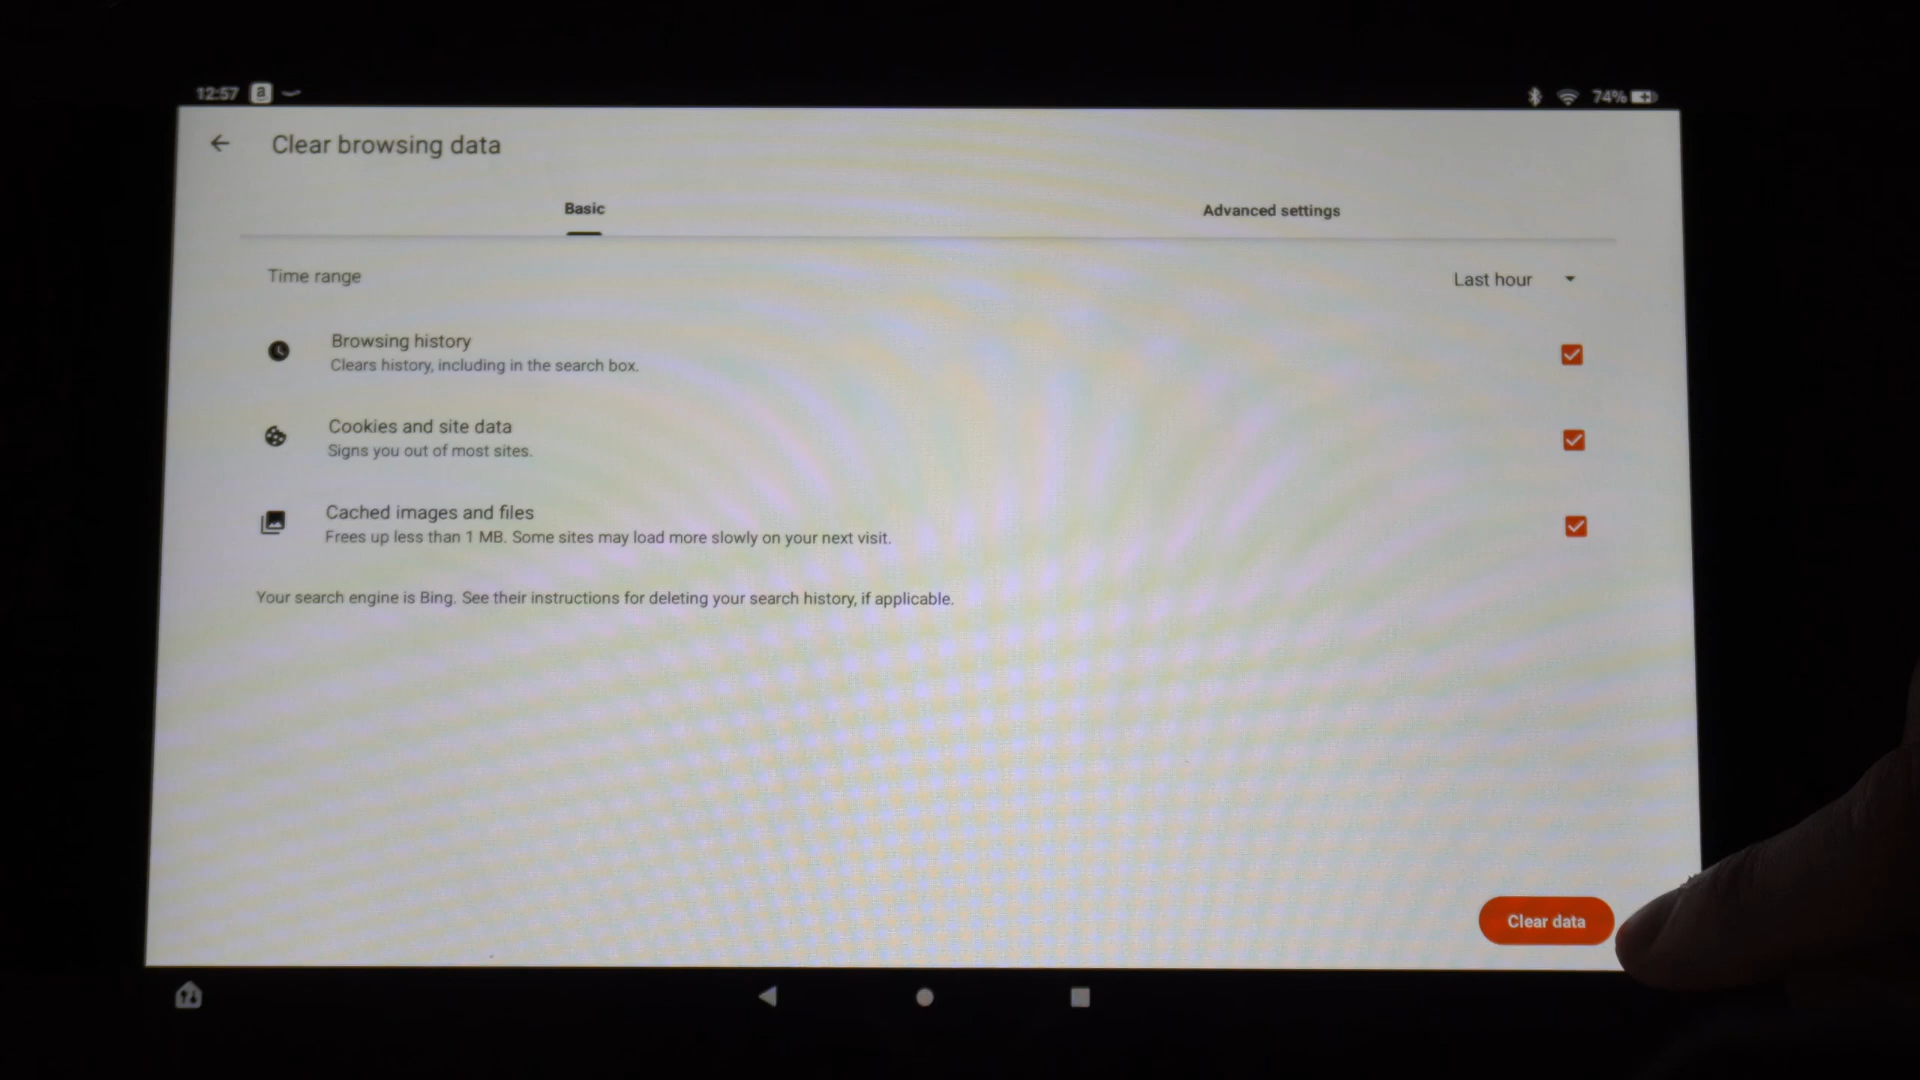 12:57 a 74%
Clear browsing data
Basic Advanced settings
Time range Last hour
Browsing history
Clears history, including in the search box.
Cookies and site data
Signs you out of most sites.
Cached images and files
Frees up less than 1 MB. Some sites may load more slowly on your next visit.
Your search engine is Bing. See their instructions for deleting your search history, if applicable.
Clear data